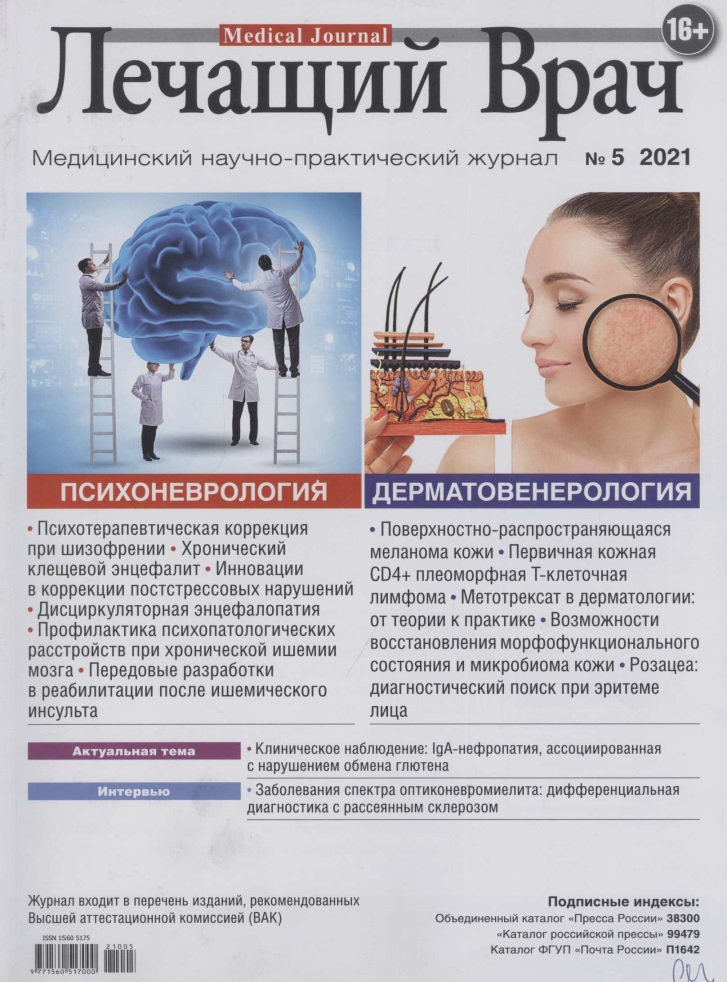 Medical Journal
16+
Лечащий Врач
Медицинский научно-практический журнал № 5 2021
ПСИХОНЕВРОЛОГИЯ
• Психотерапевтическая коррекция
при шизофрении • Хронический
клещевой энцефалит • Инновации
в коррекции постстрессовых нарушений
• Дисциркуляторная энцефалопатия
• Профилактика психопатологических
расстройств при хронической ишемии
мозга • Передовые разработки
в реабилитации после ишемического
инсульта
ДЕРМАТОВЕНЕРОЛОГИЯ
• Поверхностно-распространяющаяся
меланома кожи • Первичная кожная
CD4+ плеоморфная Т-клеточная
лимфома • Метотрексат в дерматологии:
от теории к практике • Возможности
восстановления морфофункционального
состояния и микробиома кожи • Розацеа:
диагностический поиск при эритеме
лица
Актуальная тема
• Клиническое наблюдение: IgA-нефропатия, ассоциированная
с нарушением обмена глютена
Интервью
• Заболевания спектра оптиконевромиелита: дифференциальная
диагностика с рассеянным склерозом
Журнал входит в перечень изданий, рекомендованных
Высшей аттестационной комиссией (ВАК)
ISSN 1560 5175
21005
9 771560 517000
Подписные индексы:
Объединенный каталог «Пресса России» 38300
«Каталог российской прессы» 99479
Каталог ФГУП «Почта России» П1642